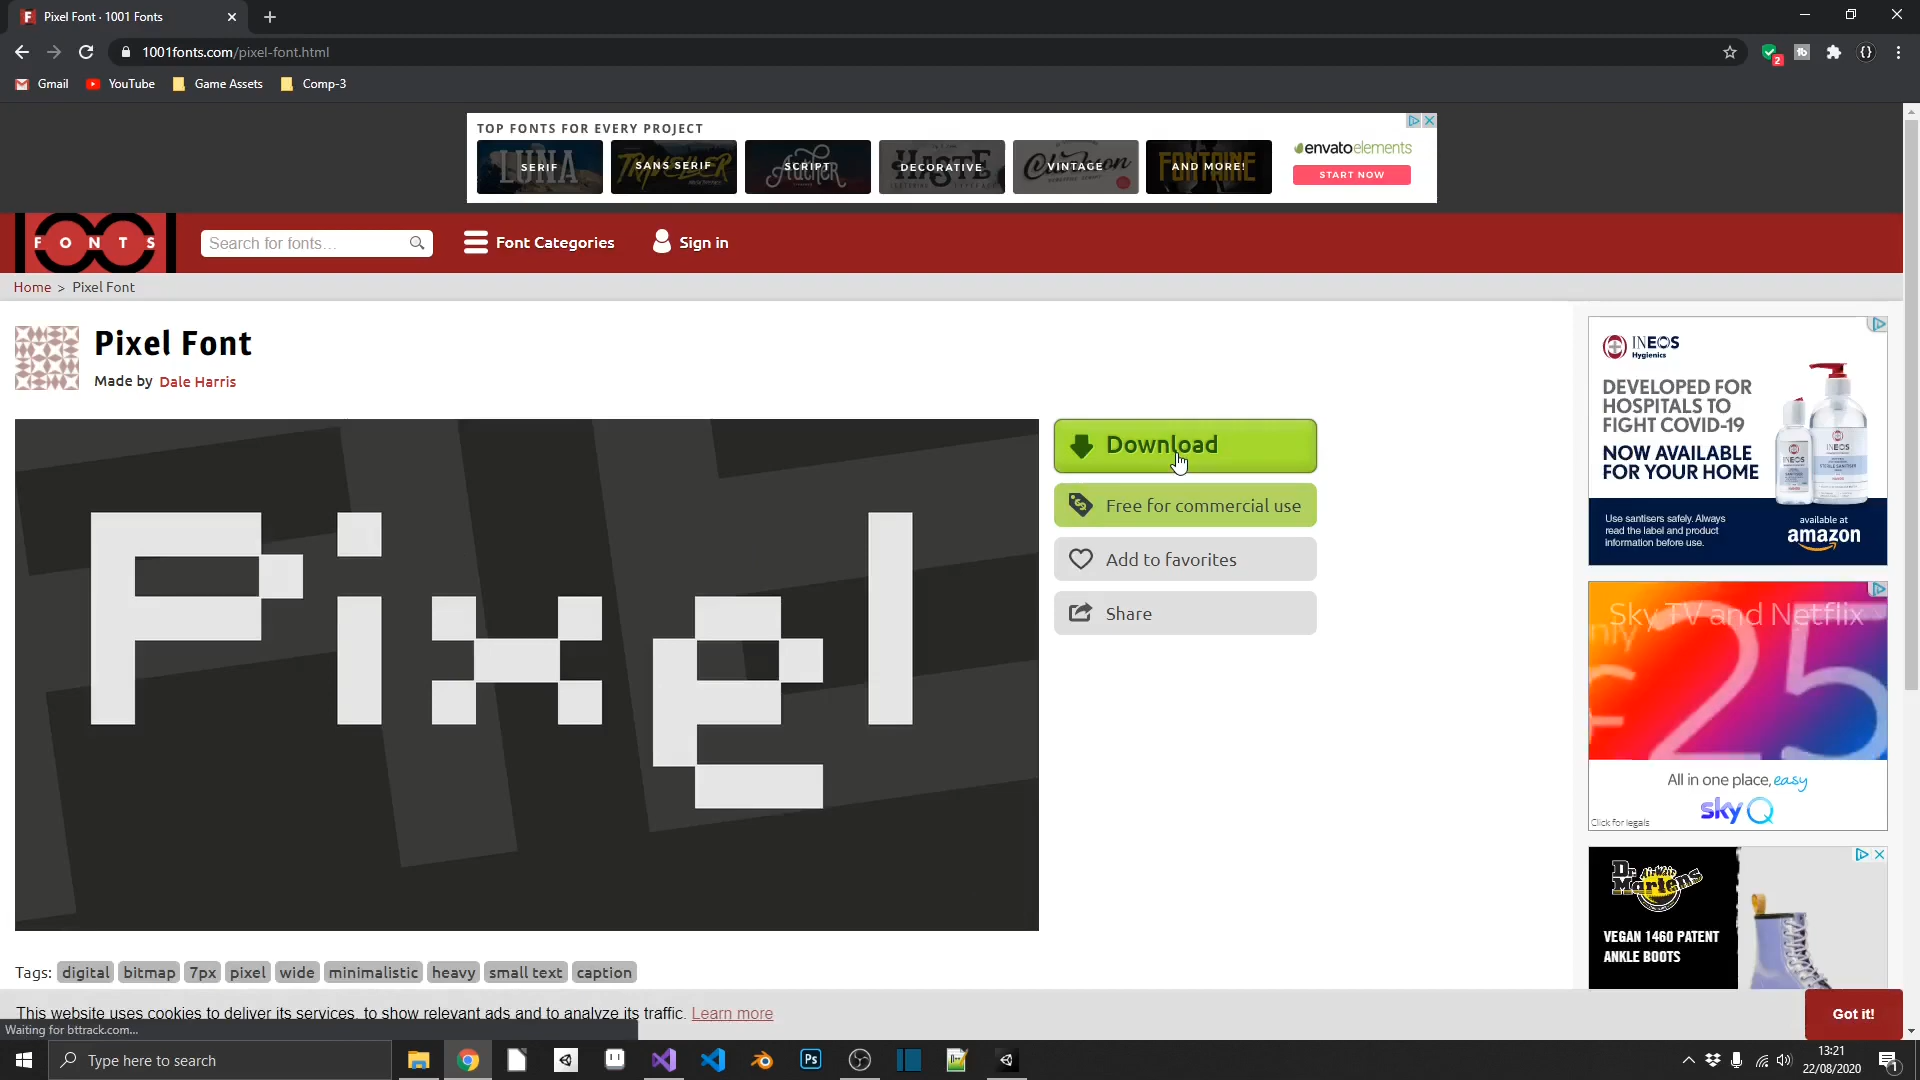 Pixel Font · 1001 Fonts
1001fonts.com/pixel-font.html
2
Gmail
YouTube
Game Assets
Comp-3
TOP FONTS FOR EVERY PROJECT
SERIF
SANS SERIF
SCRIPT
DECORATIVE
VINTAGE
AND MORE!
envatoelements
START NOW
FONTS
Search for fonts...
Font Categories
Sign in
Home > Pixel Font
Pixel Font
Made by Dale Harris
Pixel
Download
Free for commercial use
Add to favorites
Share
INEOS
Hygienics
DEVELOPED FOR
HOSPITALS TO
FIGHT COVID-19
NOW AVAILABLE
FOR YOUR HOME
Use santisers safely. Always
read the label and product
information before use.
available at
amazon
Sky TV and Netflix
£25
All in one place, easy
sky Q
Click for legals
Dr. Martens
VEGAN 1460 PATENT
ANKLE BOOTS
Tags: digital bitmap 7px pixel wide minimalistic heavy small text caption
This website uses cookies to deliver its services, to show relevant ads and to analyze its traffic. Learn more
Got it!
Waiting for bttrack.com...
Type here to search
Ps
13:21
22/08/2020
1